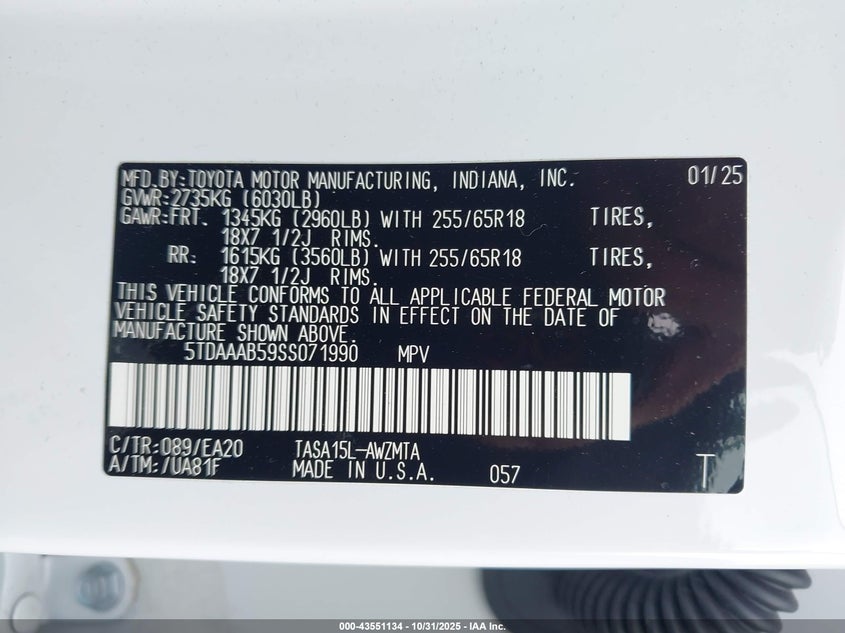 MFD.BY:TOYOTA MOTOR MANUFACTURING, INDIANA, INC. 01/25
GVWR:2735KG (6030LB)
GAWR:FRT. 1345KG (2960LB) WITH 255/65R18 TIRES,
18X7 1/2J RIMS.
RR: 1615KG (3560LB) WITH 255/65R18 TIRES,
18X7 1/2J RIMS.
THIS VEHICLE CONFORMS TO ALL APPLICABLE FEDERAL MOTOR
VEHICLE SAFETY STANDARDS IN EFFECT ON THE DATE OF
MANUFACTURE SHOWN ABOVE.
5TDAAAB59SS071990 MPV
C/TR:089/EA20 TASA15L-AWZMTA
A/TM:/UA81F MADE IN U.S.A. 057 T
000-43551134 - 10/31/2025 - IAA Inc.